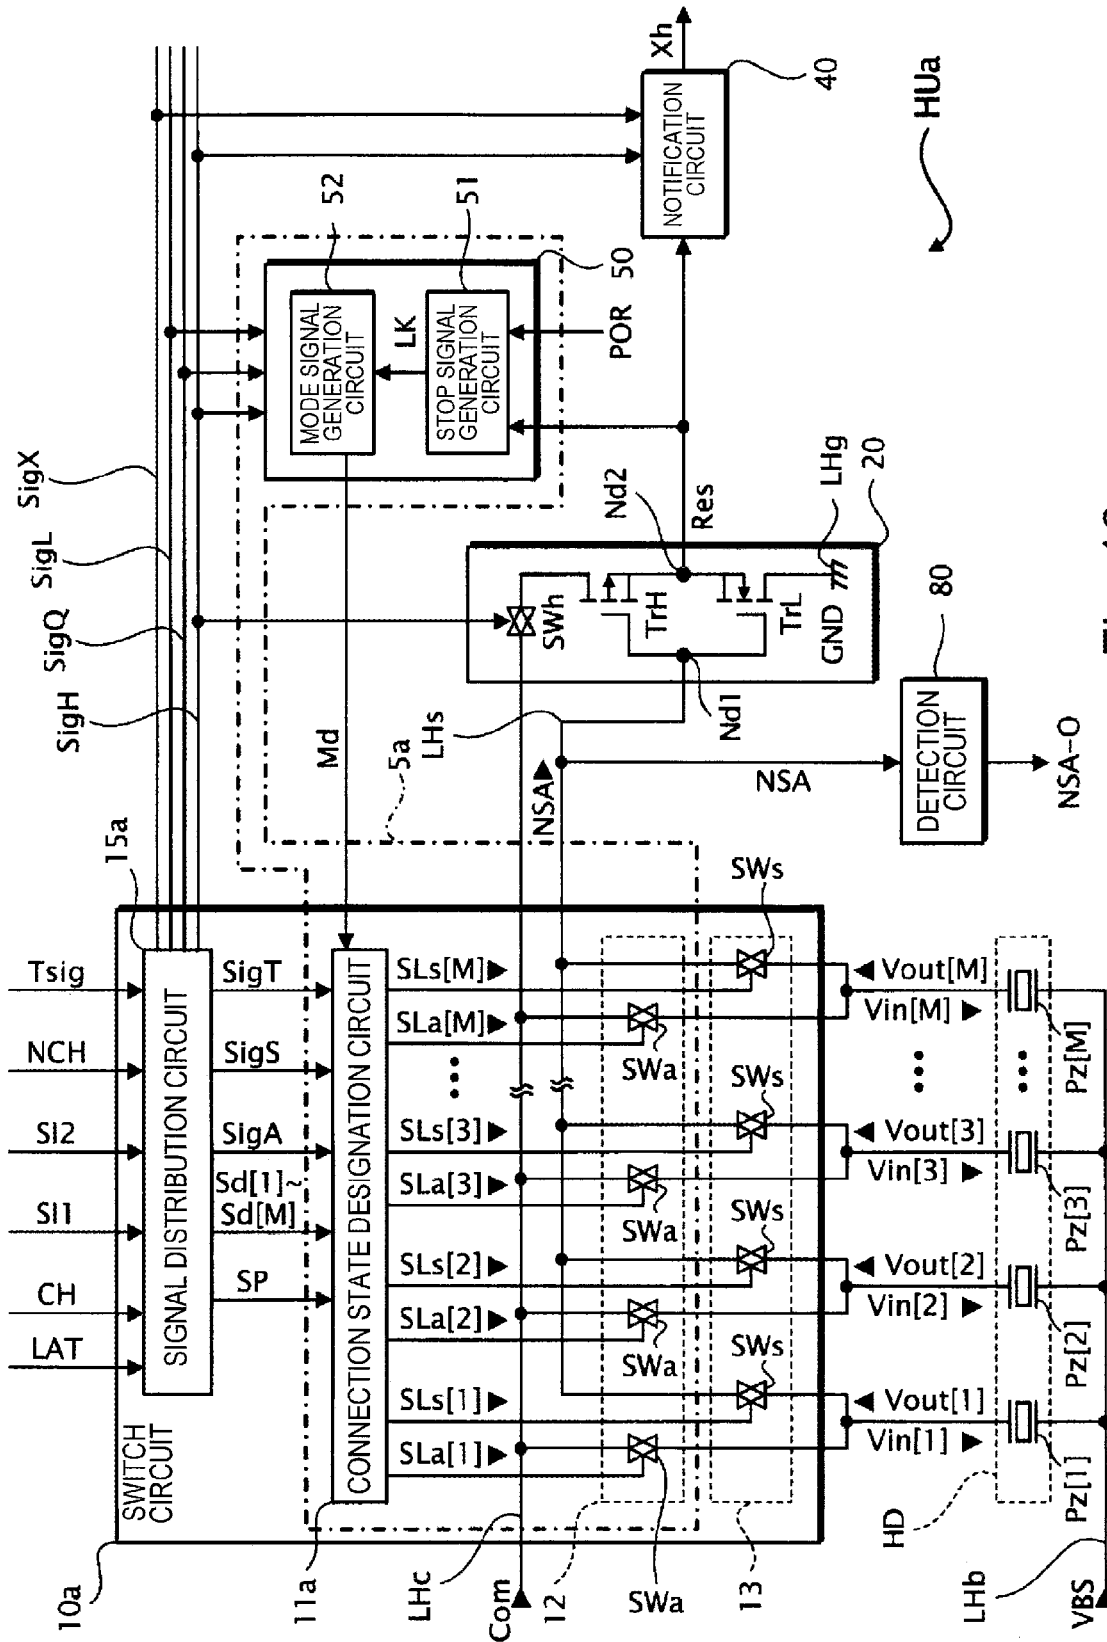 10a
SWITCH
CIRCUIT
LAT
CH
SI1
SI2
NCH
Tsig
15a
SIGNAL DISTRIBUTION CIRCUIT
SP
Sd[1]~
Sd[M]
SigA
SigS
SigT
SigH
SigQ
SigL
SigX
11a
CONNECTION STATE DESIGNATION CIRCUIT
Md
5a
52
MODE SIGNAL
GENERATION
CIRCUIT
LK
51
STOP SIGNAL
GENERATION
CIRCUIT
50
POR
Xh
NOTIFICATION
CIRCUIT
40
HUa
SLa[1]
SLs[1]
SLa[2]
SLs[2]
SLa[3]
SLs[3]
SLa[M]
SLs[M]
LHc
Com
12
SWa
SWa
SWa
SWa
13
SWs
SWs
SWs
SWs
NSA
LHs
SWh
TrH
TrL
Nd1
Nd2
Res
GND
LHg
20
NSA
DETECTION
CIRCUIT
80
NSA-O
Vin[1]
Vout[1]
Vin[2]
Vout[2]
Vin[3]
Vout[3]
Vin[M]
Vout[M]
HD
Pz[1]
Pz[2]
Pz[3]
Pz[M]
LHb
VBS